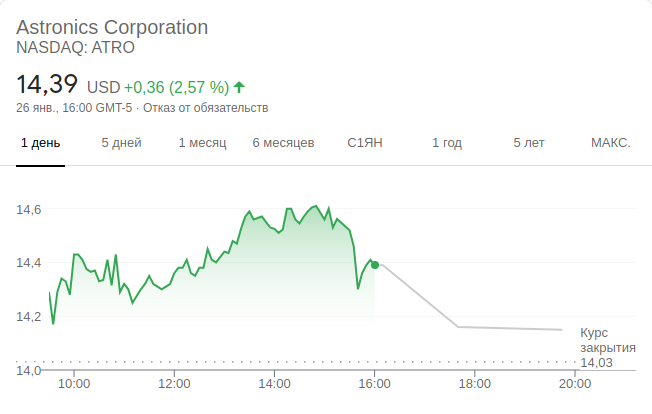 Astronics Corporation
NASDAQ: ATRO
14,39 USD +0,36 (2,57 %)
26 янв., 16:00 GMT-5 · Отказ от обязательств
1 день 5 дней 1 месяц 6 месяцев С1ЯН 1 год 5 лет МАКС.
14,6
14,4
14,2
Курс
закрытия
14,03
14,0
10:00 12:00 14:00 16:00 18:00 20:00